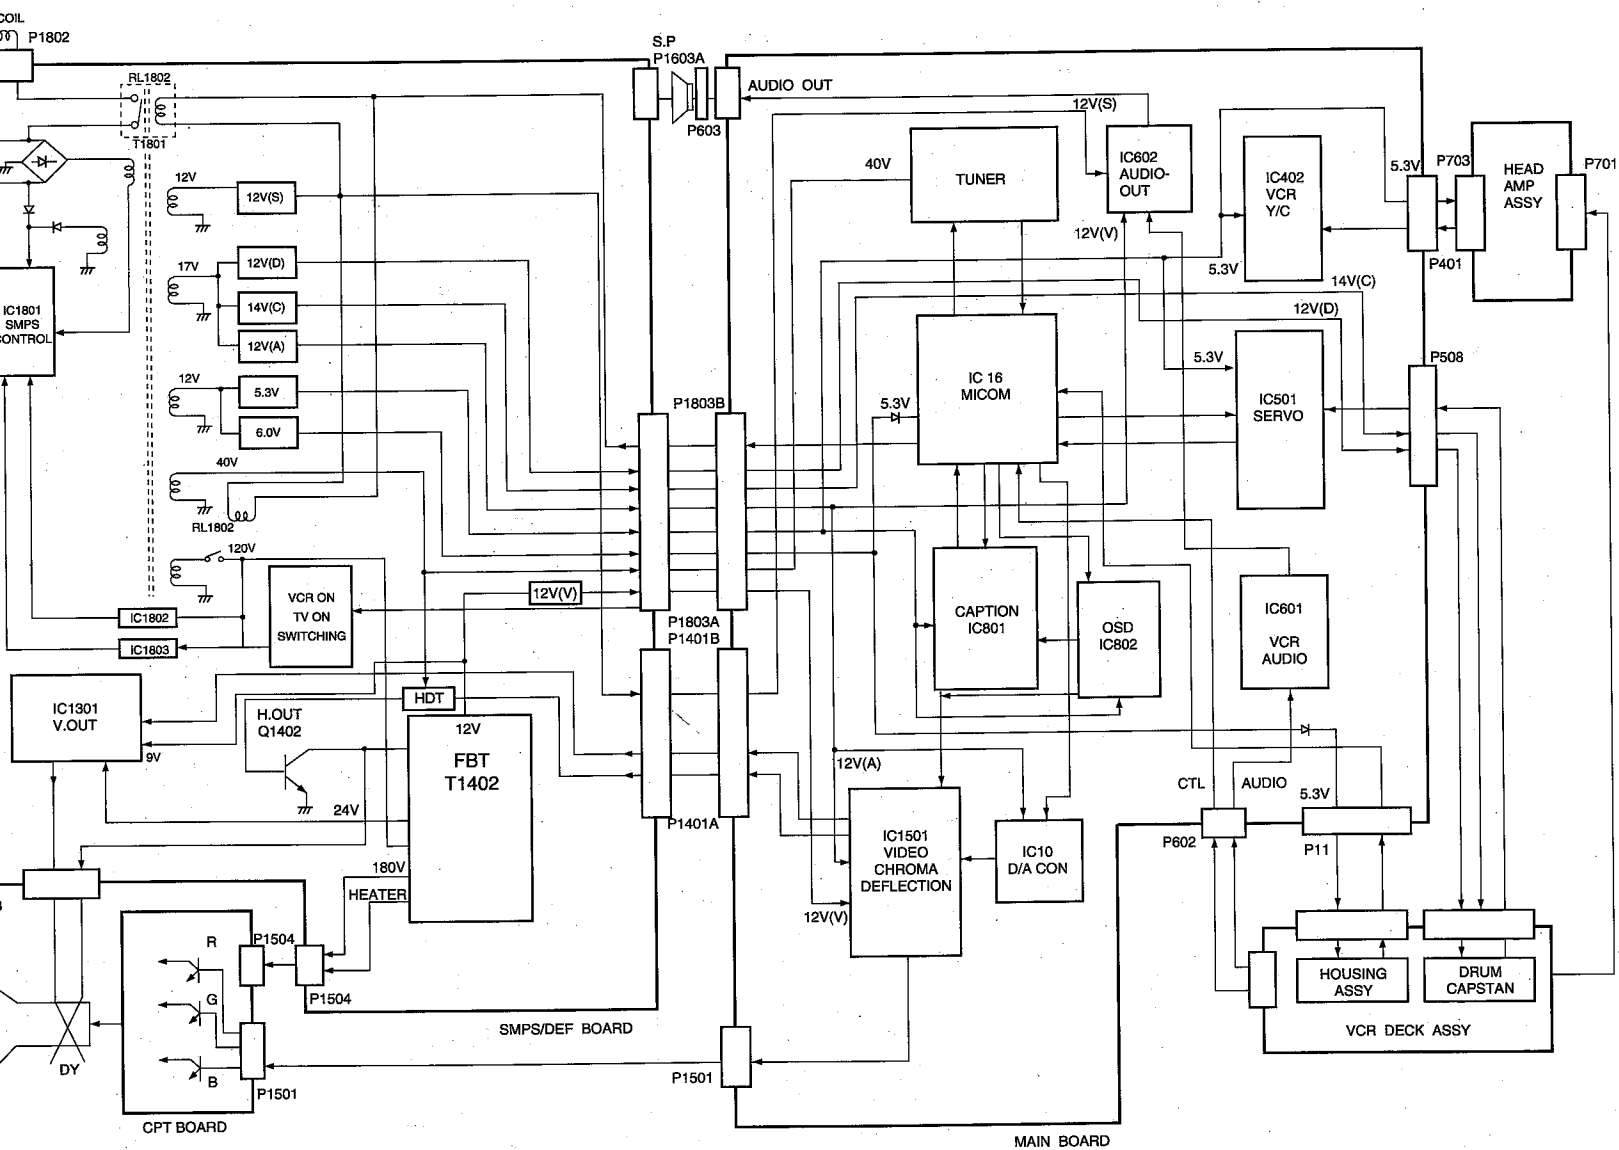 COIL
P1802
RL1802
T1801
S.P
P1603A
P603
AUDIO OUT
12V(S)
40V
TUNER
IC602
AUDIO-
OUT
12V(V)
5.3V
IC402
VCR
Y/C
5.3V
P703
P401
HEAD
AMP
ASSY
P701
12V
12V(S)
17V
12V(D)
14V(C)
12V(A)
12V
5.3V
6.0V
40V
RL1802
120V
IC1801
SMPS
CONTROL
IC1802
IC1803
VCR ON
TV ON
SWITCHING
12V(V)
P1803B
P1803A
P1401B
P1401A
14V(C)
12V(D)
5.3V
P508
IC 16
MICOM
5.3V
IC501
SERVO
CAPTION
IC801
OSD
IC802
IC601
VCR
AUDIO
IC1301
V.OUT
9V
H.OUT
Q1402
HDT
12V
FBT
T1402
24V
180V
HEATER
12V(A)
12V(V)
IC1501
VIDEO
CHROMA
DEFLECTION
IC10
D/A CON
CTL
AUDIO
5.3V
P602
P11
R
G
B
P1504
P1504
P1501
P1501
DY
CPT BOARD
SMPS/DEF BOARD
MAIN BOARD
HOUSING
ASSY
DRUM
CAPSTAN
VCR DECK ASSY